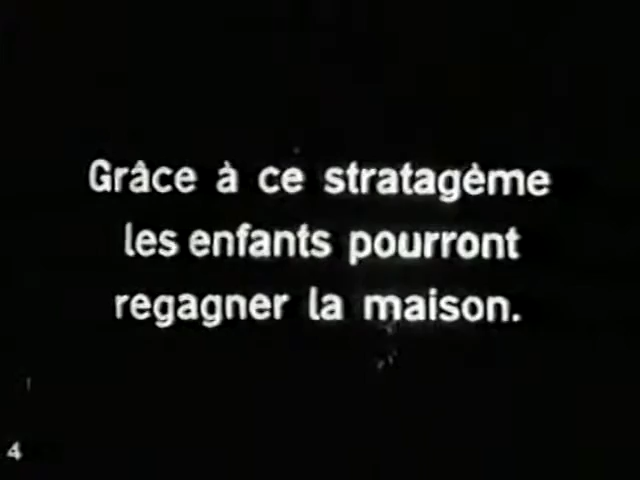 Grâce à ce stratagème
les enfants pourront
regagner la maison.
4